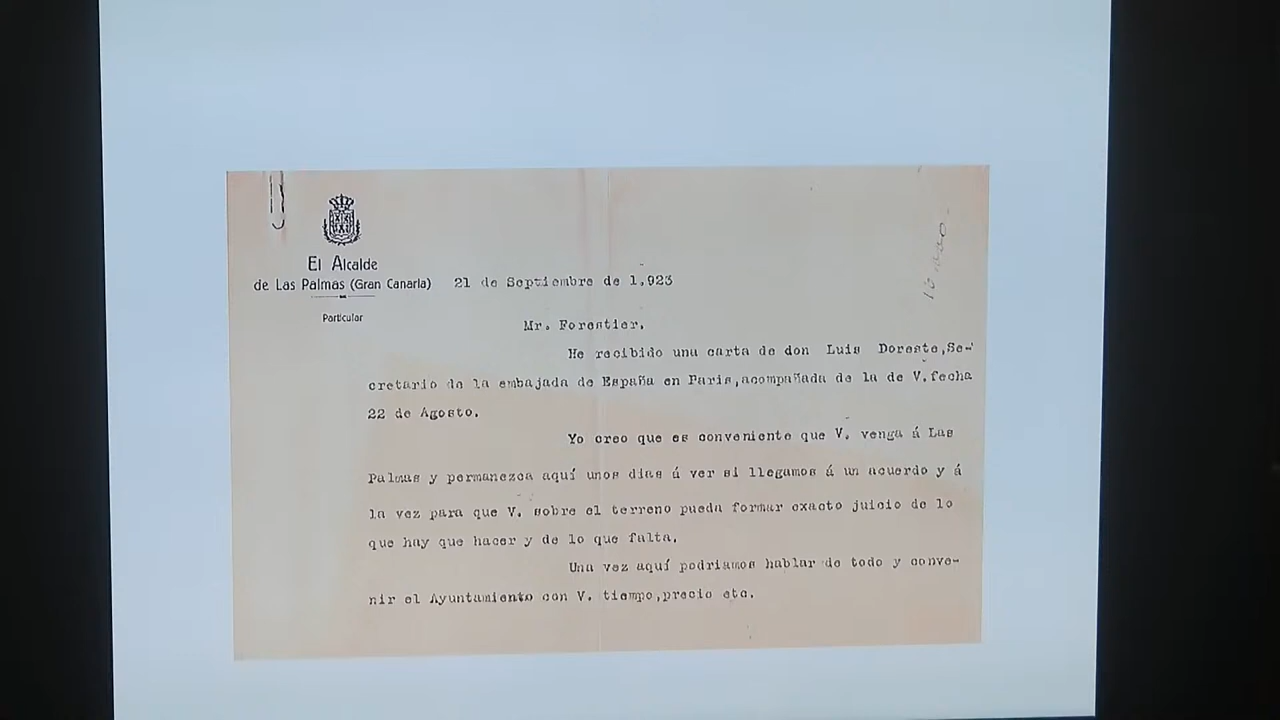 El Alcalde
de Las Palmas (Gran Canaria)
Particular
21 de Septiembre de 1,923
Mr. Forestier.
He recibido una carta de don Luis Doreste,Se-
cretario de la embajada de España en Paris,acompañada de la de V.fecha
22 de Agosto.
Yo creo que es conveniente que V. venga á Las
Palmas y permanezca aquí unos dias á ver si llegamos á un acuerdo y á
la vez para que V. sobre el terreno pueda formar exacto juicio de lo
que hay que hacer y de lo que falta.
Una vez aquí podriamos hablar de todo y conve-
nir el Ayuntamiento con V. tiempo,precio etc.